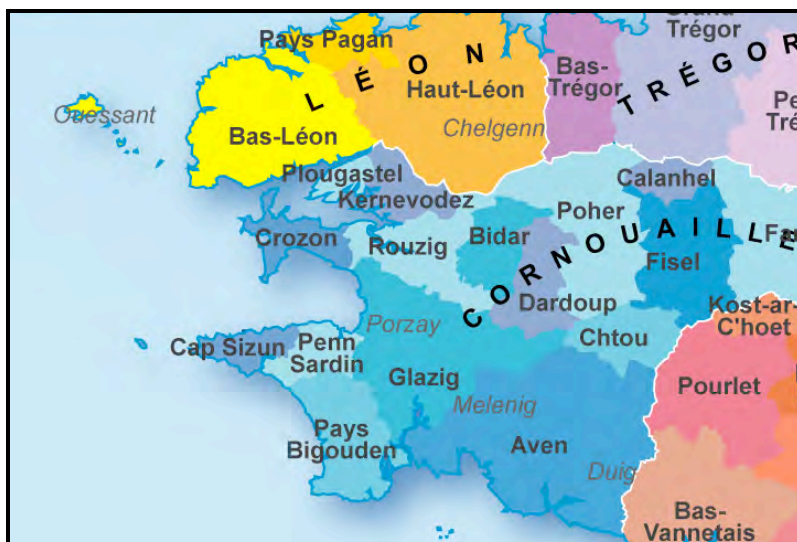 Pays Pagan
LÉON
Haut-Léon
Bas-Léon
Ouessant
Chelgenn
Bas-
Trégor
Trégor
TRÉGOR
Plougastel
Kernevodez
Crozon
Rouzig
Bidar
Poher
Calanhel
CORNOUAILLE
Fisel
Dardoup
Chtou
Kost-ar-
C'hoet
Porzay
Cap Sizun
Penn
Sardin
Glazig
Pourlet
Melenig
Pays
Bigouden
Aven
Duig
Bas-
Vannetais